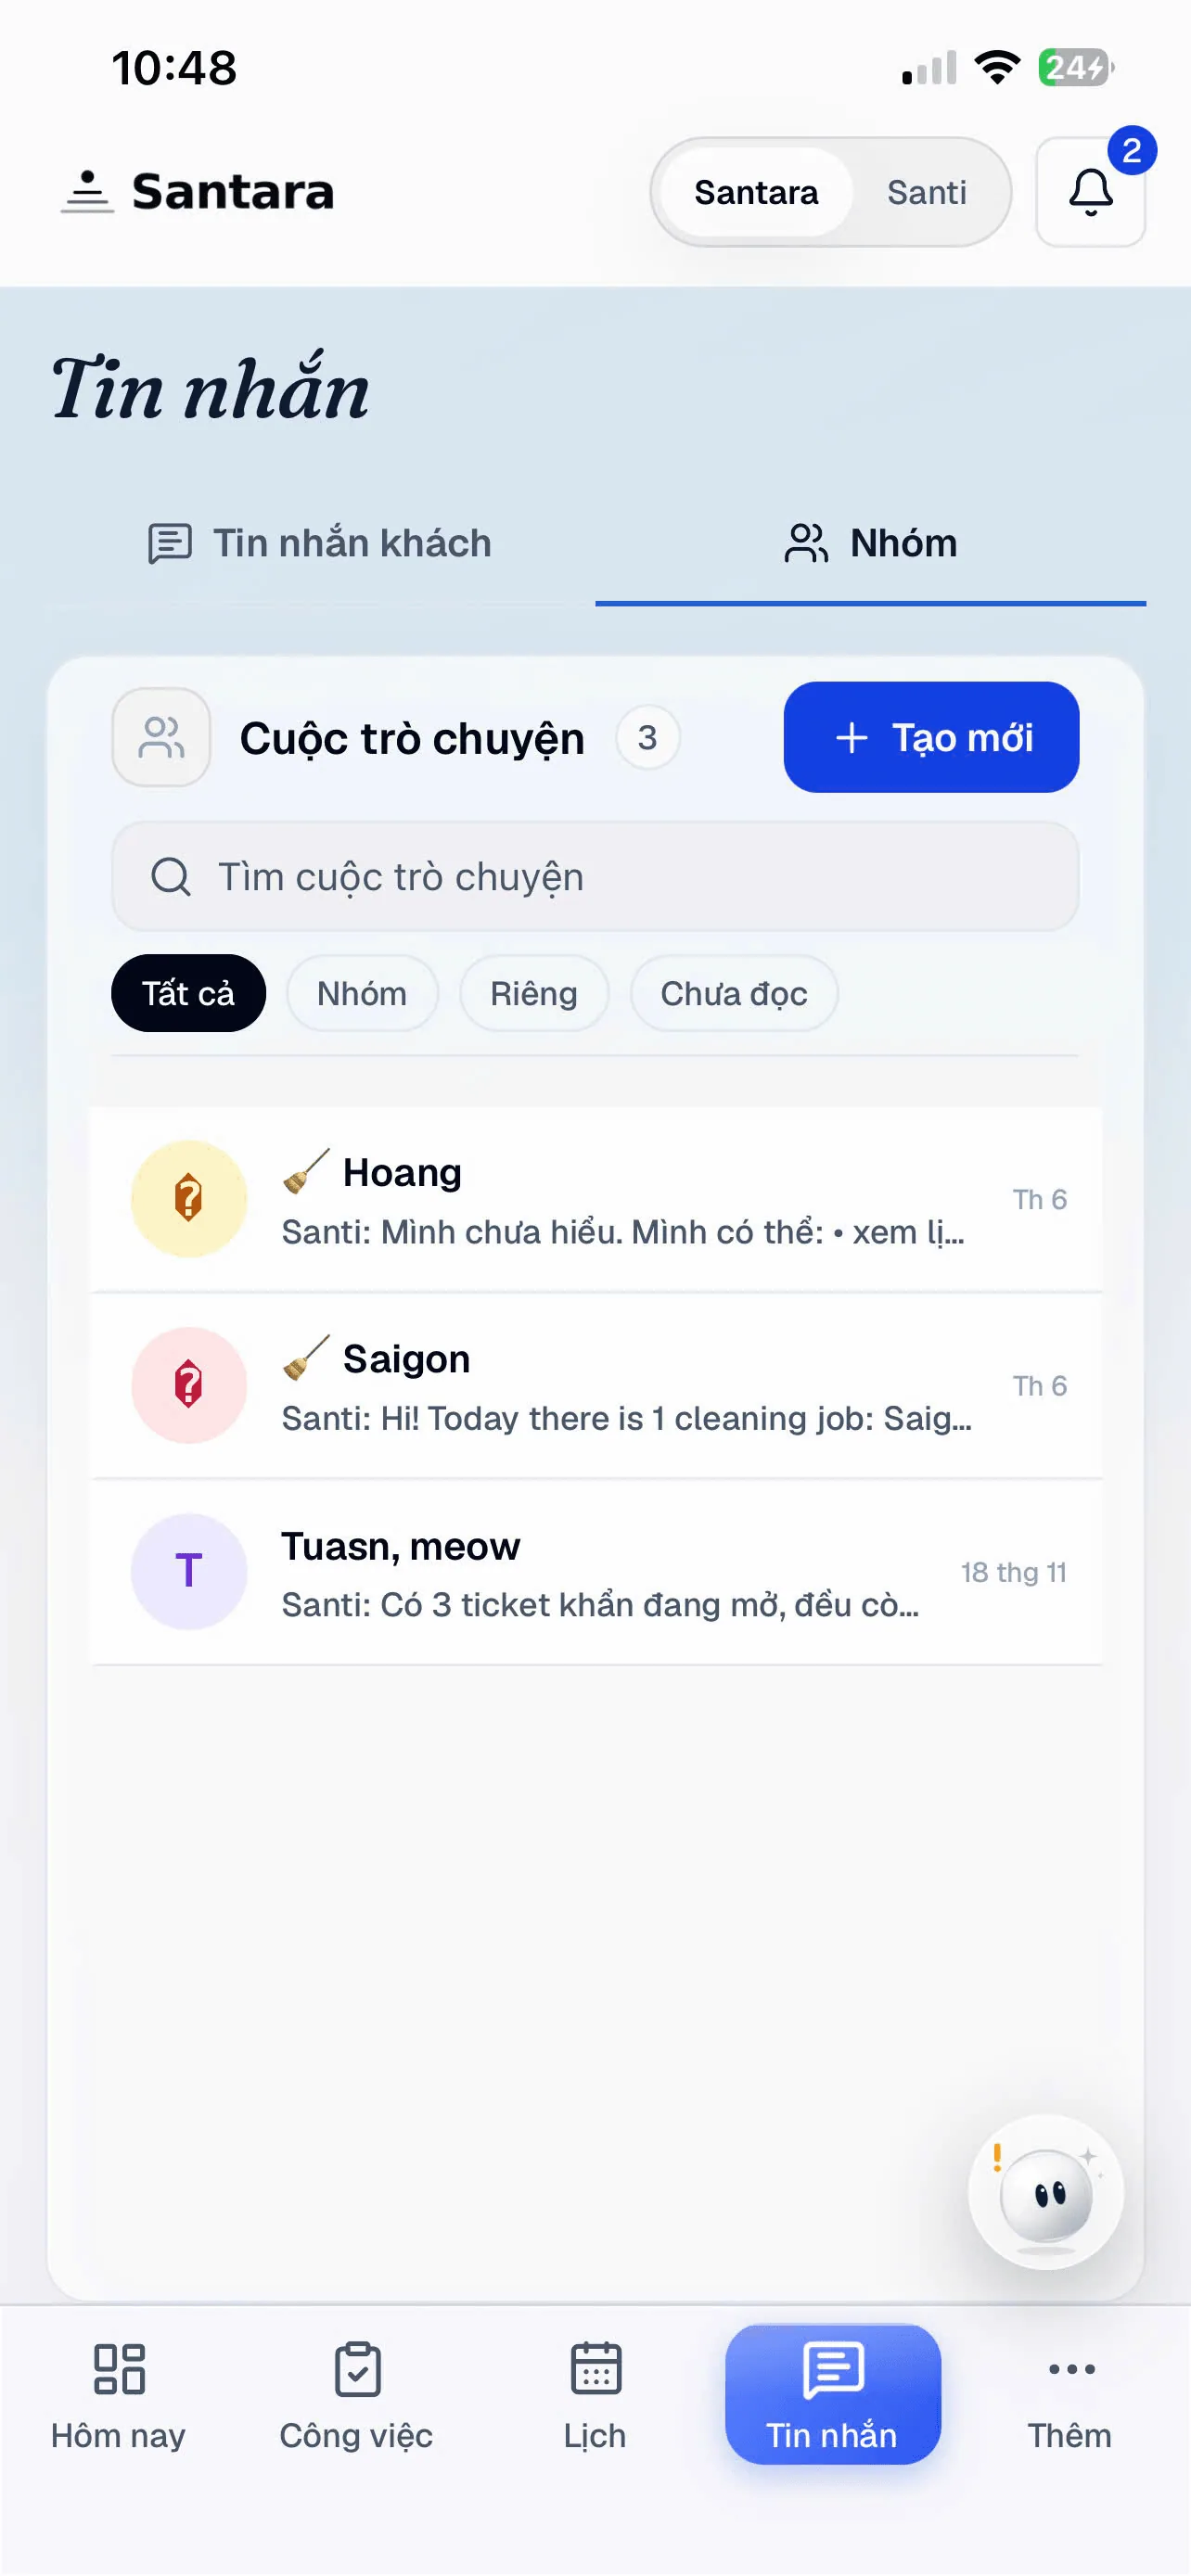 10:48
24
Santara
Santara
Santi
2
Tin nhắn
Tin nhắn khách
Nhóm
Cuộc trò chuyện
3
+ Tạo mới
Tìm cuộc trò chuyện
Tất cả
Nhóm
Riêng
Chưa đọc
🧹 Hoang
Santi: Mình chưa hiểu. Mình có thể: • xem lị...
Th 6
🧹 Saigon
Santi: Hi! Today there is 1 cleaning job: Saig...
Th 6
T
Tuasn, meow
Santi: Có 3 ticket khẩn đang mở, đều cò...
18 thg 11
Hôm nay
Công việc
Lịch
Tin nhắn
Thêm